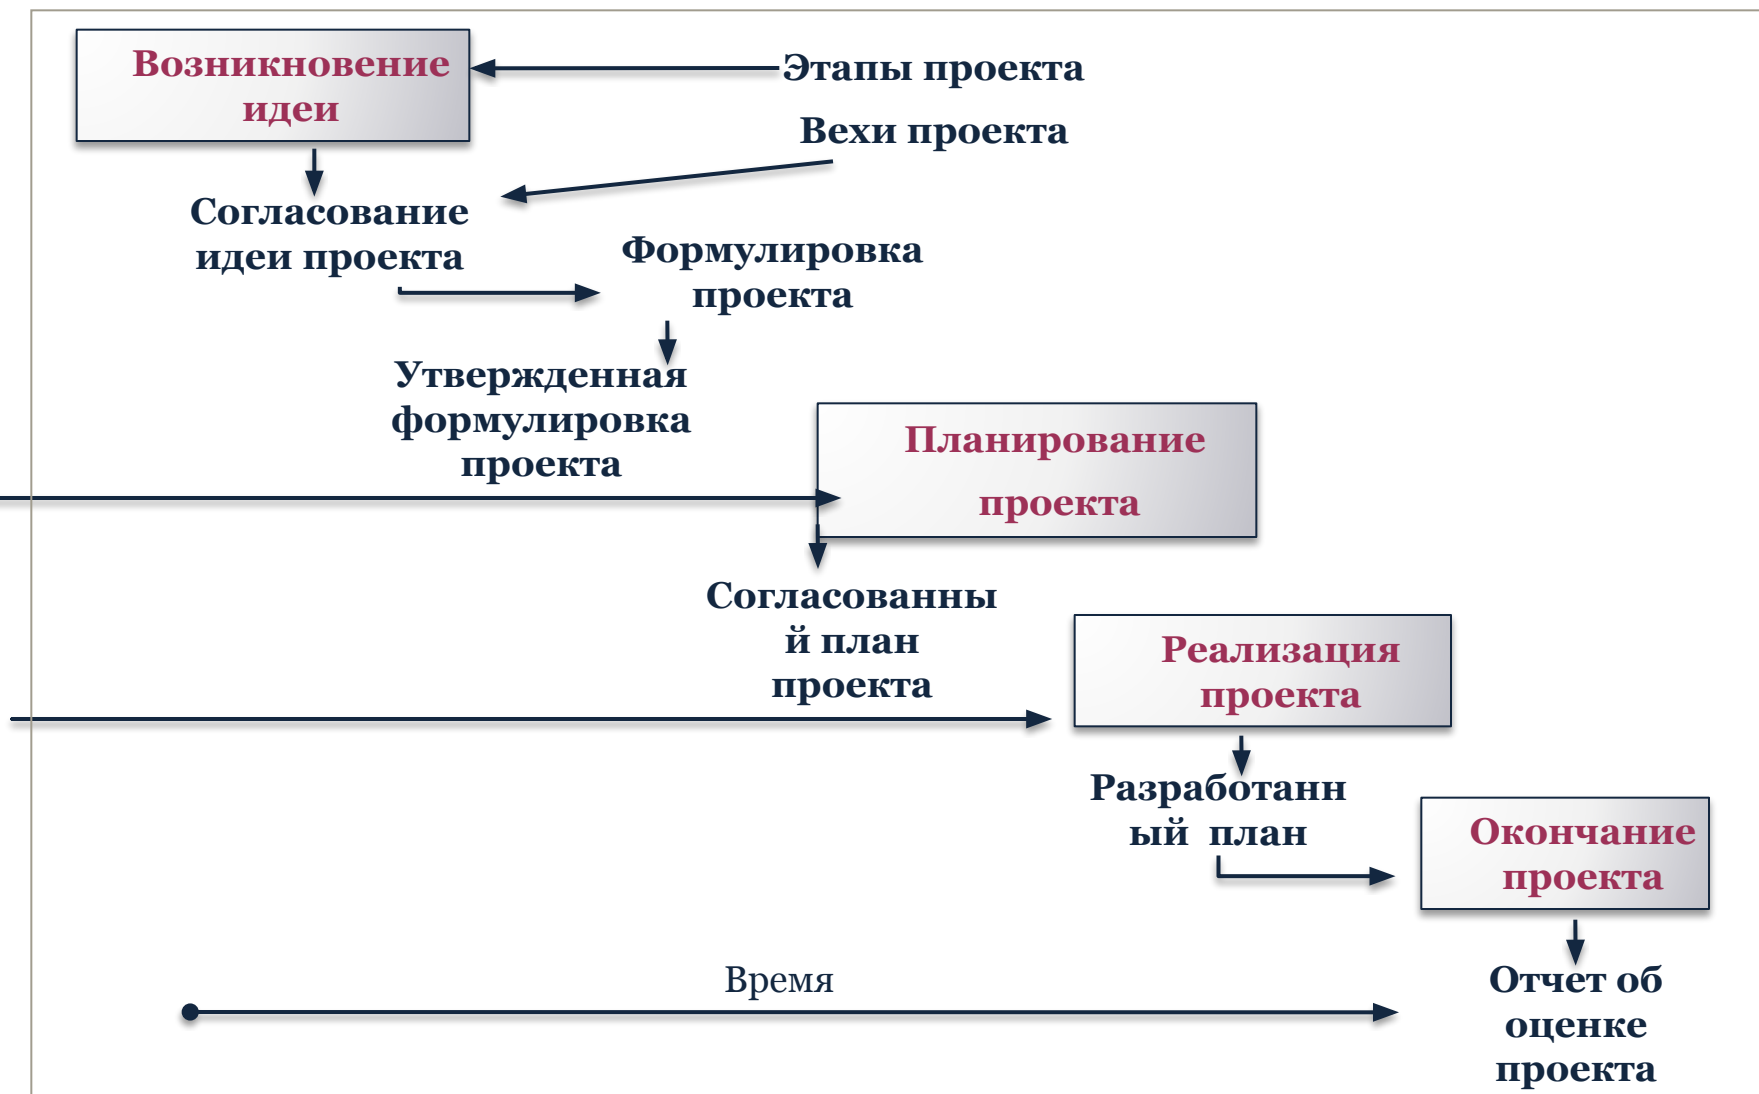 Возникновение
идеи
Этапы проекта
Вехи проекта
Согласование
идеи проекта
Формулировка
проекта
Утвержденная
формулировка
проекта
Планирование
проекта
Согласованны
й план
проекта
Реализация
проекта
Разработанн
ый план
Окончание
проекта
Время
Отчет об
оценке
проекта